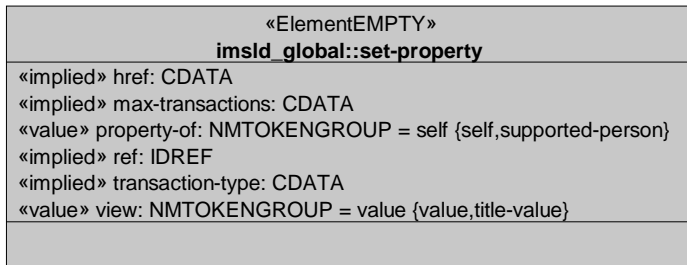 «ElementEMPTY»
imsld_global::set-property
«implied» href: CDATA
«implied» max-transactions: CDATA
«value» property-of: NMTOKENGROUP = self {self,supported-person}
«implied» ref: IDREF
«implied» transaction-type: CDATA
«value» view: NMTOKENGROUP = value {value,title-value}